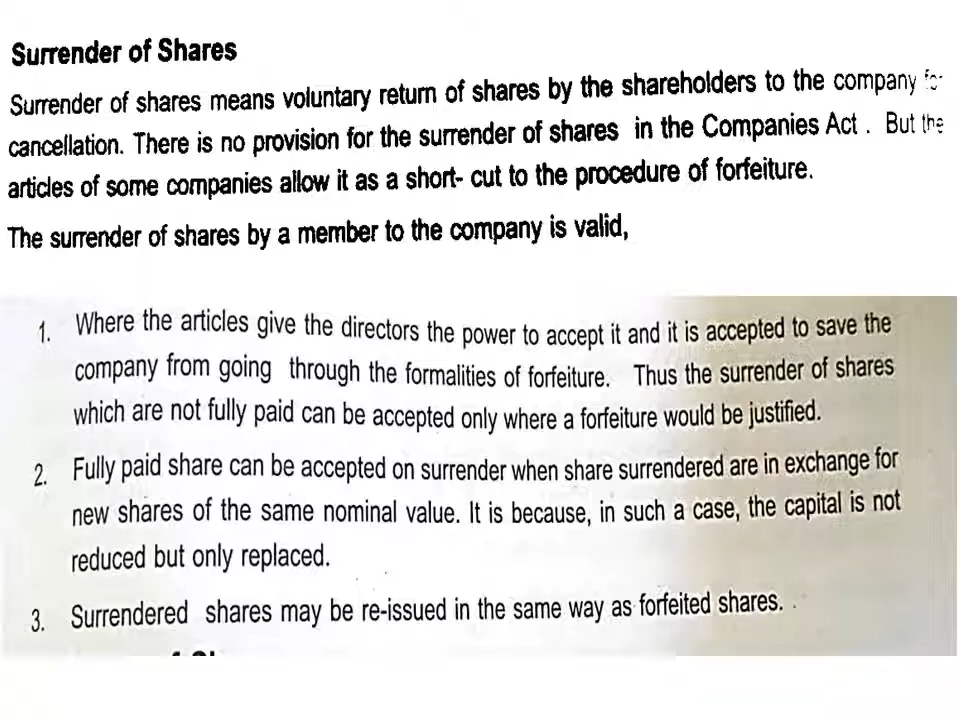 Surrender of Shares
Surrender of shares means voluntary return of shares by the shareholders to the company for
cancellation. There is no provision for the surrender of shares in the Companies Act . But the
articles of some companies allow it as a short- cut to the procedure of forfeiture.
The surrender of shares by a member to the company is valid,
1. Where the articles give the directors the power to accept it and it is accepted to save the
company from going through the formalities of forfeiture. Thus the surrender of shares
which are not fully paid can be accepted only where a forfeiture would be justified.
2. Fully paid share can be accepted on surrender when share surrendered are in exchange for
new shares of the same nominal value. It is because, in such a case, the capital is not
reduced but only replaced.
3. Surrendered shares may be re-issued in the same way as forfeited shares.